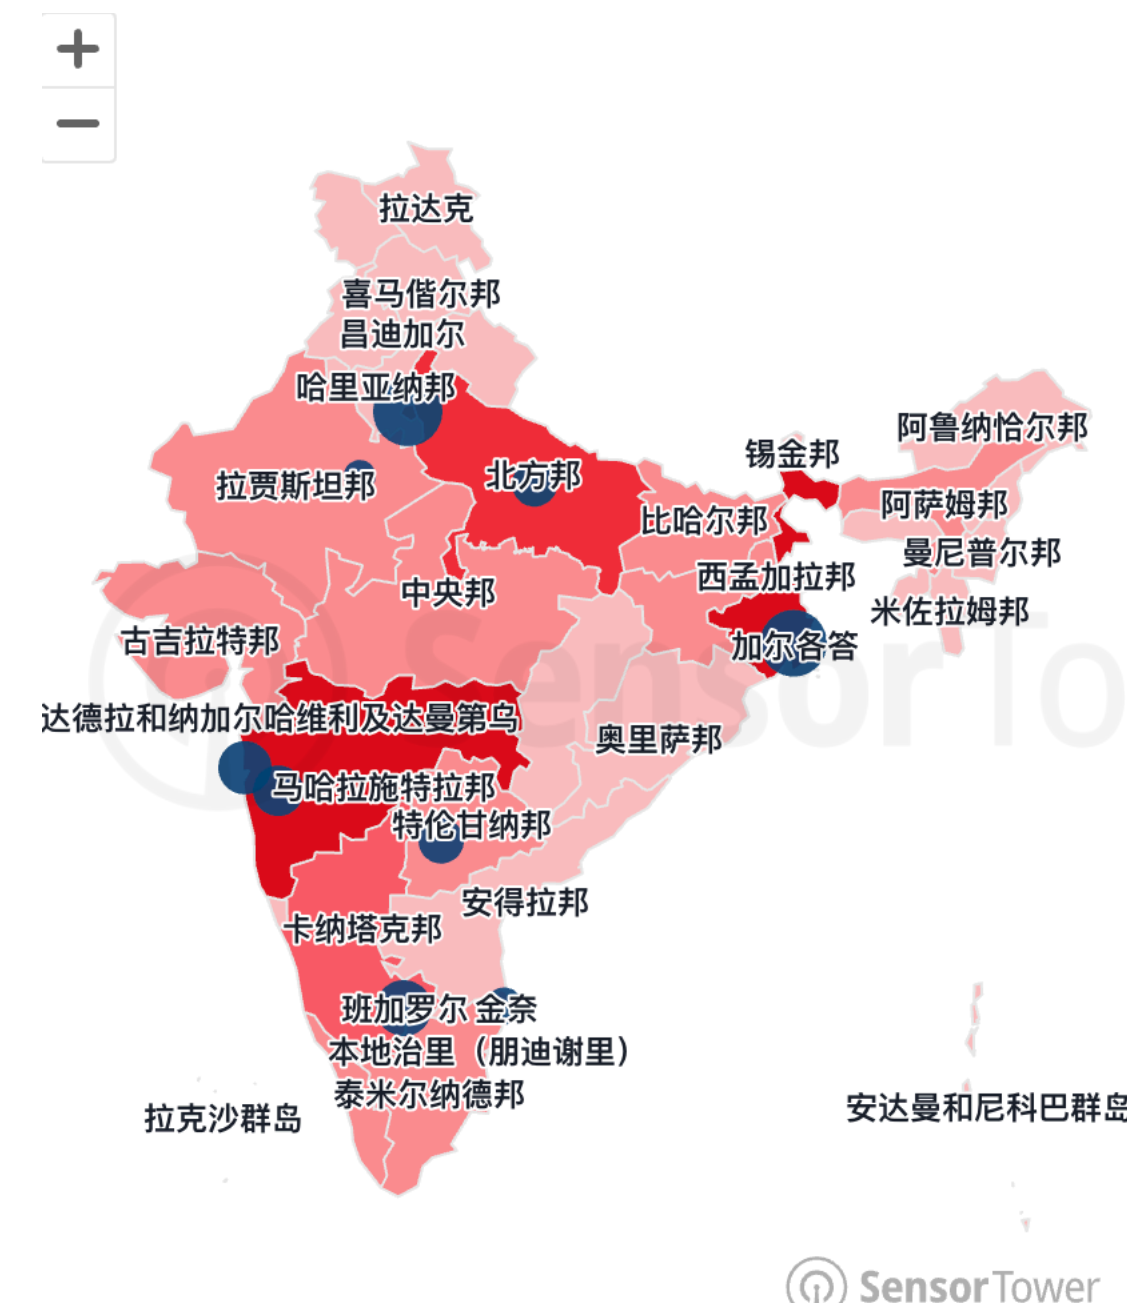 拉达克
喜马偕尔邦
昌迪加尔
哈里亚纳邦
阿鲁纳恰尔邦
锡金邦
北方邦
拉贾斯坦邦
阿萨姆邦
比哈尔邦
曼尼普尔邦
西孟加拉邦
中央邦
米佐拉姆邦
古吉拉特邦
加尔各答
达德拉和纳加尔哈维利及达曼第乌
奥里萨邦
马哈拉施特拉邦
特伦甘纳邦
安得拉邦
卡纳塔克邦
班加罗尔 金奈
本地治里（朋迪谢里）
泰米尔纳德邦
安达曼和尼科巴群岛
拉克沙群岛
Sensor To
SensorTower